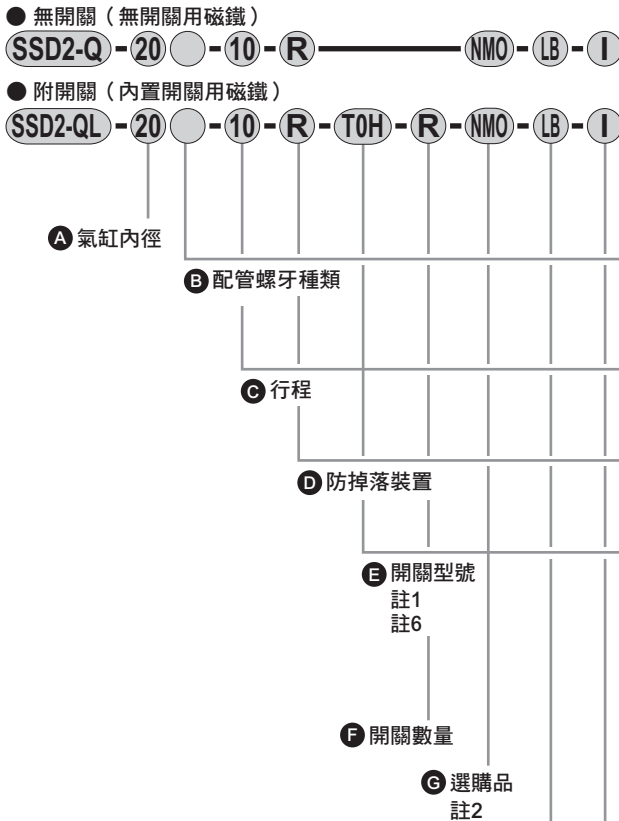 ● 無開關（無開關用磁鐵）
SSD2-Q - 20 - 10 - R NMO - LB - I
● 附開關（內置開關用磁鐵）
SSD2-QL - 20 - 10 - R - T0H - R - NMO - LB - I
A 氣缸內徑
B 配管螺牙種類
C 行程
D 防掉落裝置
E 開關型號
註1
註6
F 開關數量
G 選購品
註2